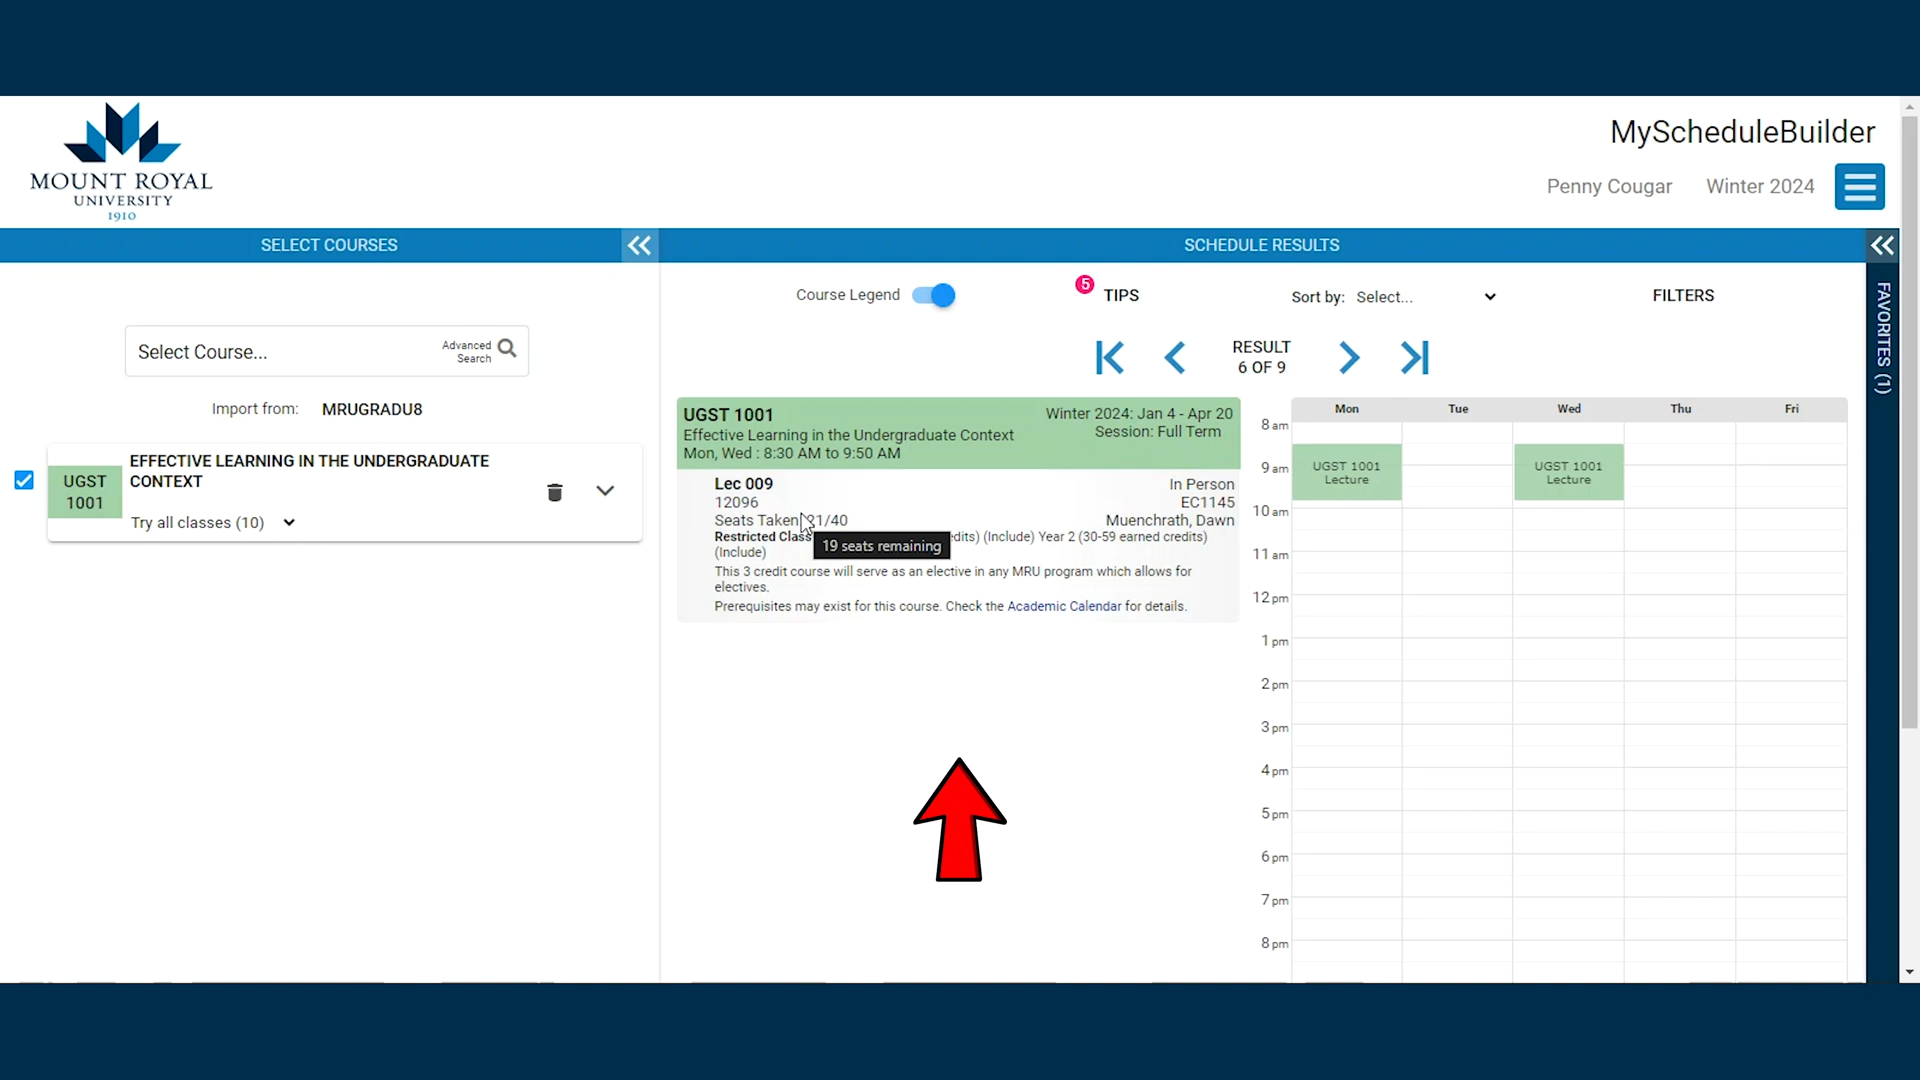 MOUNT ROYAL
UNIVERSITY
1910
MyScheduleBuilder
Penny Cougar
Winter 2024
SELECT COURSES
SCHEDULE RESULTS
FAVORITES (1)
Select Course...
Advanced
Search
Import from: MRUGRADU8
UGST
1001
EFFECTIVE LEARNING IN THE UNDERGRADUATE
CONTEXT
Try all classes (10)
Course Legend
5
TIPS
Sort by: Select...
FILTERS
RESULT
6 OF 9
UGST 1001
Winter 2024: Jan 4 - Apr 20
Effective Learning in the Undergraduate Context
Session: Full Term
Mon, Wed : 8:30 AM to 9:50 AM
Lec 009
In Person
12096
EC1145
Seats Taken 21/40
Muenchrath, Dawn
Restricted Class (Include) Year 2 (30-59 earned credits)
(Include)
19 seats remaining
This 3 credit course will serve as an elective in any MRU program which allows for
electives.
Prerequisites may exist for this course. Check the Academic Calendar for details.
Mon Tue Wed Thu Fri
8 am
9 am
10 am
11 am
12 pm
1 pm
2 pm
3 pm
4 pm
5 pm
6 pm
7 pm
8 pm
UGST 1001
Lecture
UGST 1001
Lecture